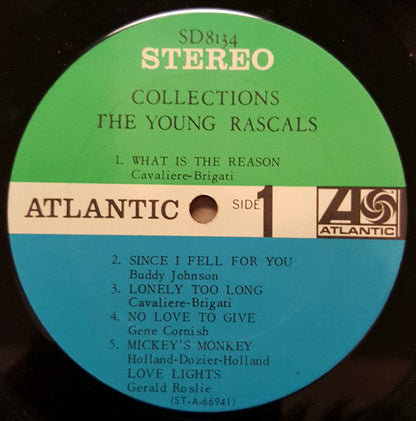 SD8134
STEREO
COLLECTIONS
THE YOUNG RASCALS
1. WHAT IS THE REASON
Cavaliere-Brigati
ATLANTIC SIDE 1 A
ATLANTIC
2. SINCE I FELL FOR YOU
Buddy Johnson
3. LONELY TOO LONG
Cavaliere-Brigati
4. NO LOVE TO GIVE
Gene Cornish
5. MICKEY'S MONKEY
Holland-Dozier-Holland
LOVE LIGHTS
Gerald Roslie
(ST-A-66941)